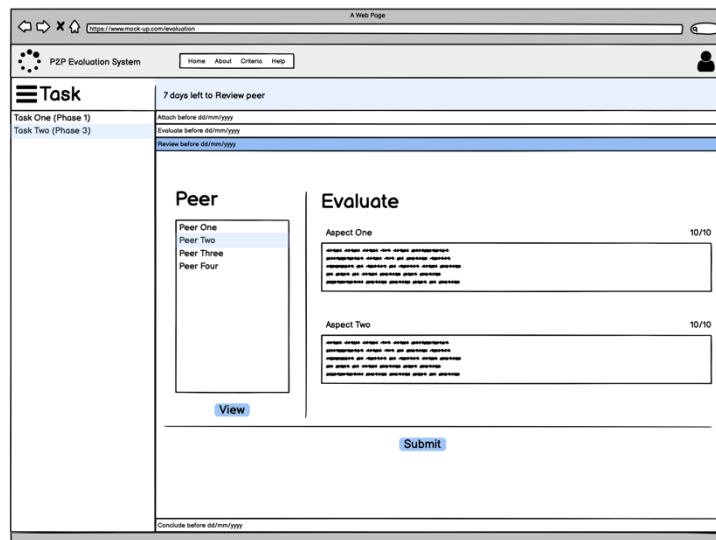 A Web Page
https://www.mock-up.com/evaluation
P2P Evaluation System
Home About Criteria Help
Task
7 days left to Review peer
Task One (Phase 1)
Task Two (Phase 3)
Attach before dd/mm/yyyy
Evaluate before dd/mm/yyyy
Review before dd/mm/yyyy
Peer
Peer One
Peer Two
Peer Three
Peer Four
View
Evaluate
Aspect One 10/10
Aspect Two 10/10
Submit
Conclude before dd/mm/yyyy